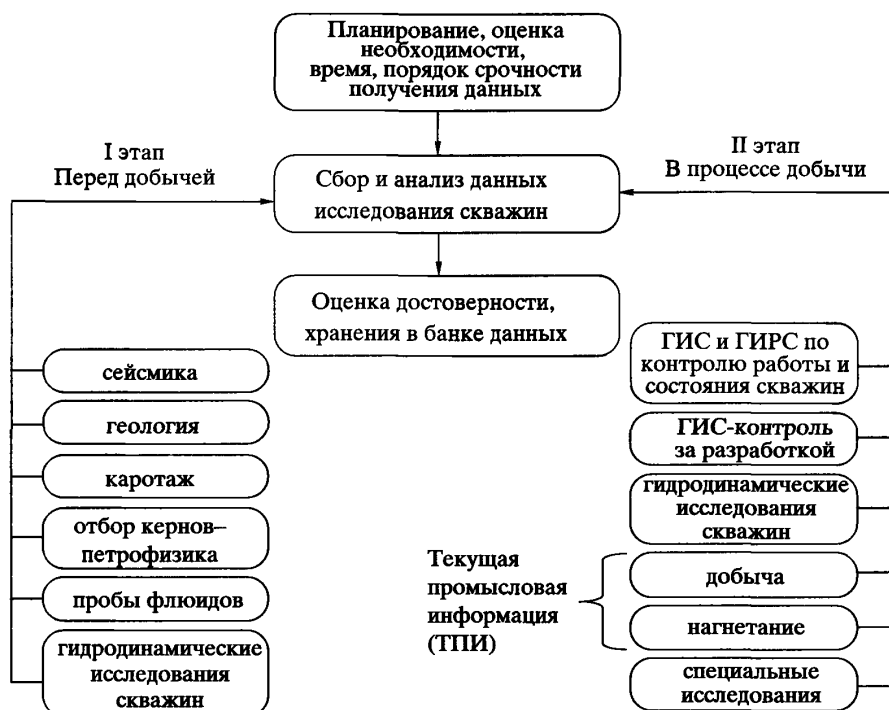 Планирование, оценка
необходимости,
время, порядок срочности
получения данных
I этап
Перед добычей
II этап
В процессе добычи
Сбор и анализ данных
исследования скважин
Оценка достоверности,
хранения в банке данных
сейсмика
геология
каротаж
отбор кернов–
петрофизика
пробы флюидов
гидродинамические
исследования
скважин
ГИС и ГИРС по
контролю работы и
состояния скважин
ГИС-контроль
за разработкой
гидродинамические
исследования
скважин
Текущая
промысловая
информация
(ТПИ)
добыча
нагнетание
специальные
исследования